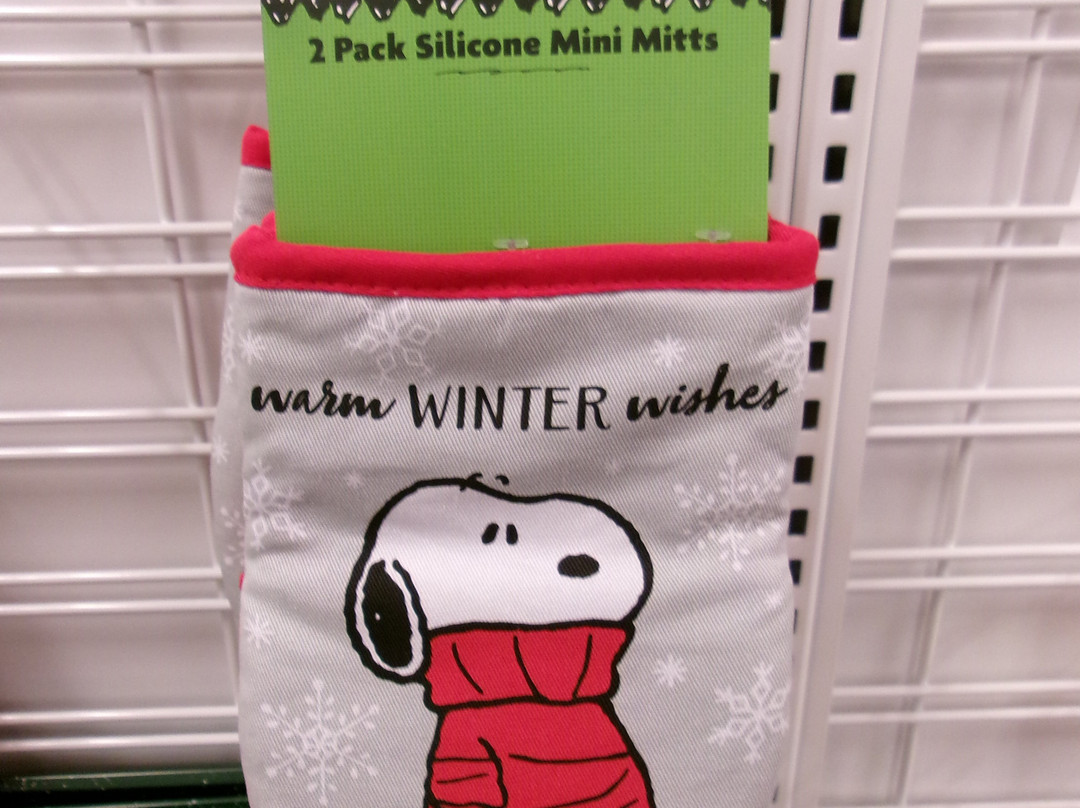 2 Pack Silicone Mini Mitts
warm WINTER wishes